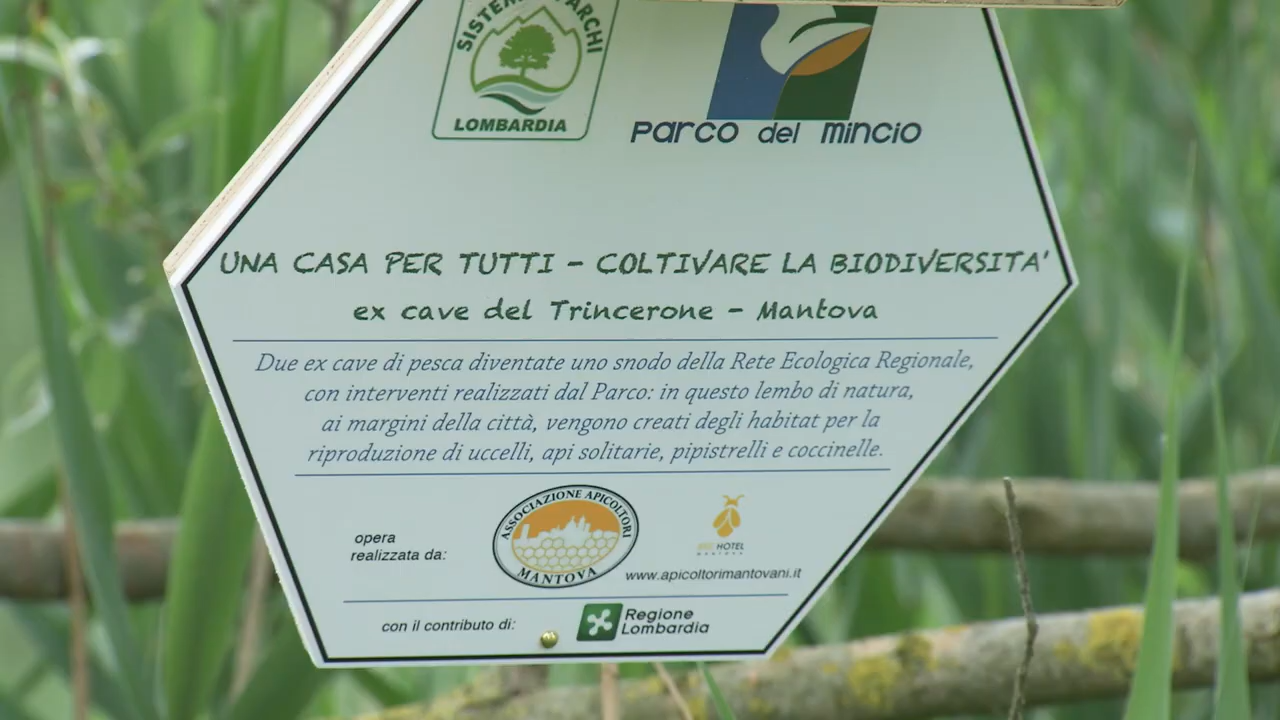 SISTEMA PARCHI
LOMBARDIA
Parco del Mincio
UNA CASA PER TUTTI - COLTIVARE LA BIODIVERSITA'
ex cave del Trincerone - Mantova
Due ex cave di pesca diventate uno snodo della Rete Ecologica Regionale,
con interventi realizzati dal Parco: in questo lembo di natura,
ai margini della città, vengono creati degli habitat per la
riproduzione di uccelli, api solitarie, pipistrelli e coccinelle.
opera
realizzata da:
ASSOCIAZIONE APICOLTORI
MANTOVA
BEE HOTEL
MANTOVA
www.apicoltorimantovani.it
con il contributo di:
Regione
Lombardia